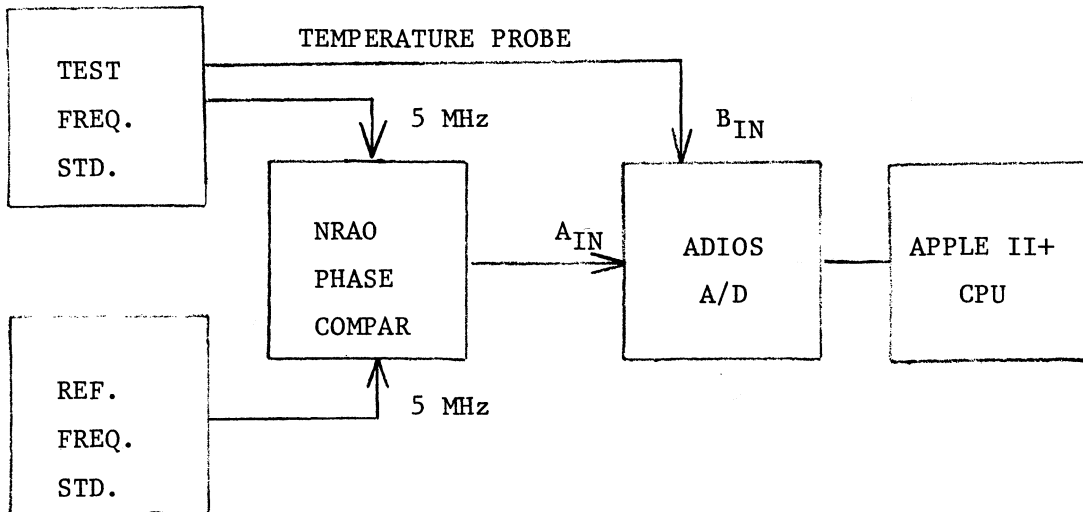 TEMPERATURE PROBE
TEST
FREQ.
STD.
5 MHz
B_IN
NRAO
PHASE
COMPAR
A_IN
ADIOS
A/D
APPLE II+
CPU
REF.
FREQ.
STD.
5 MHz